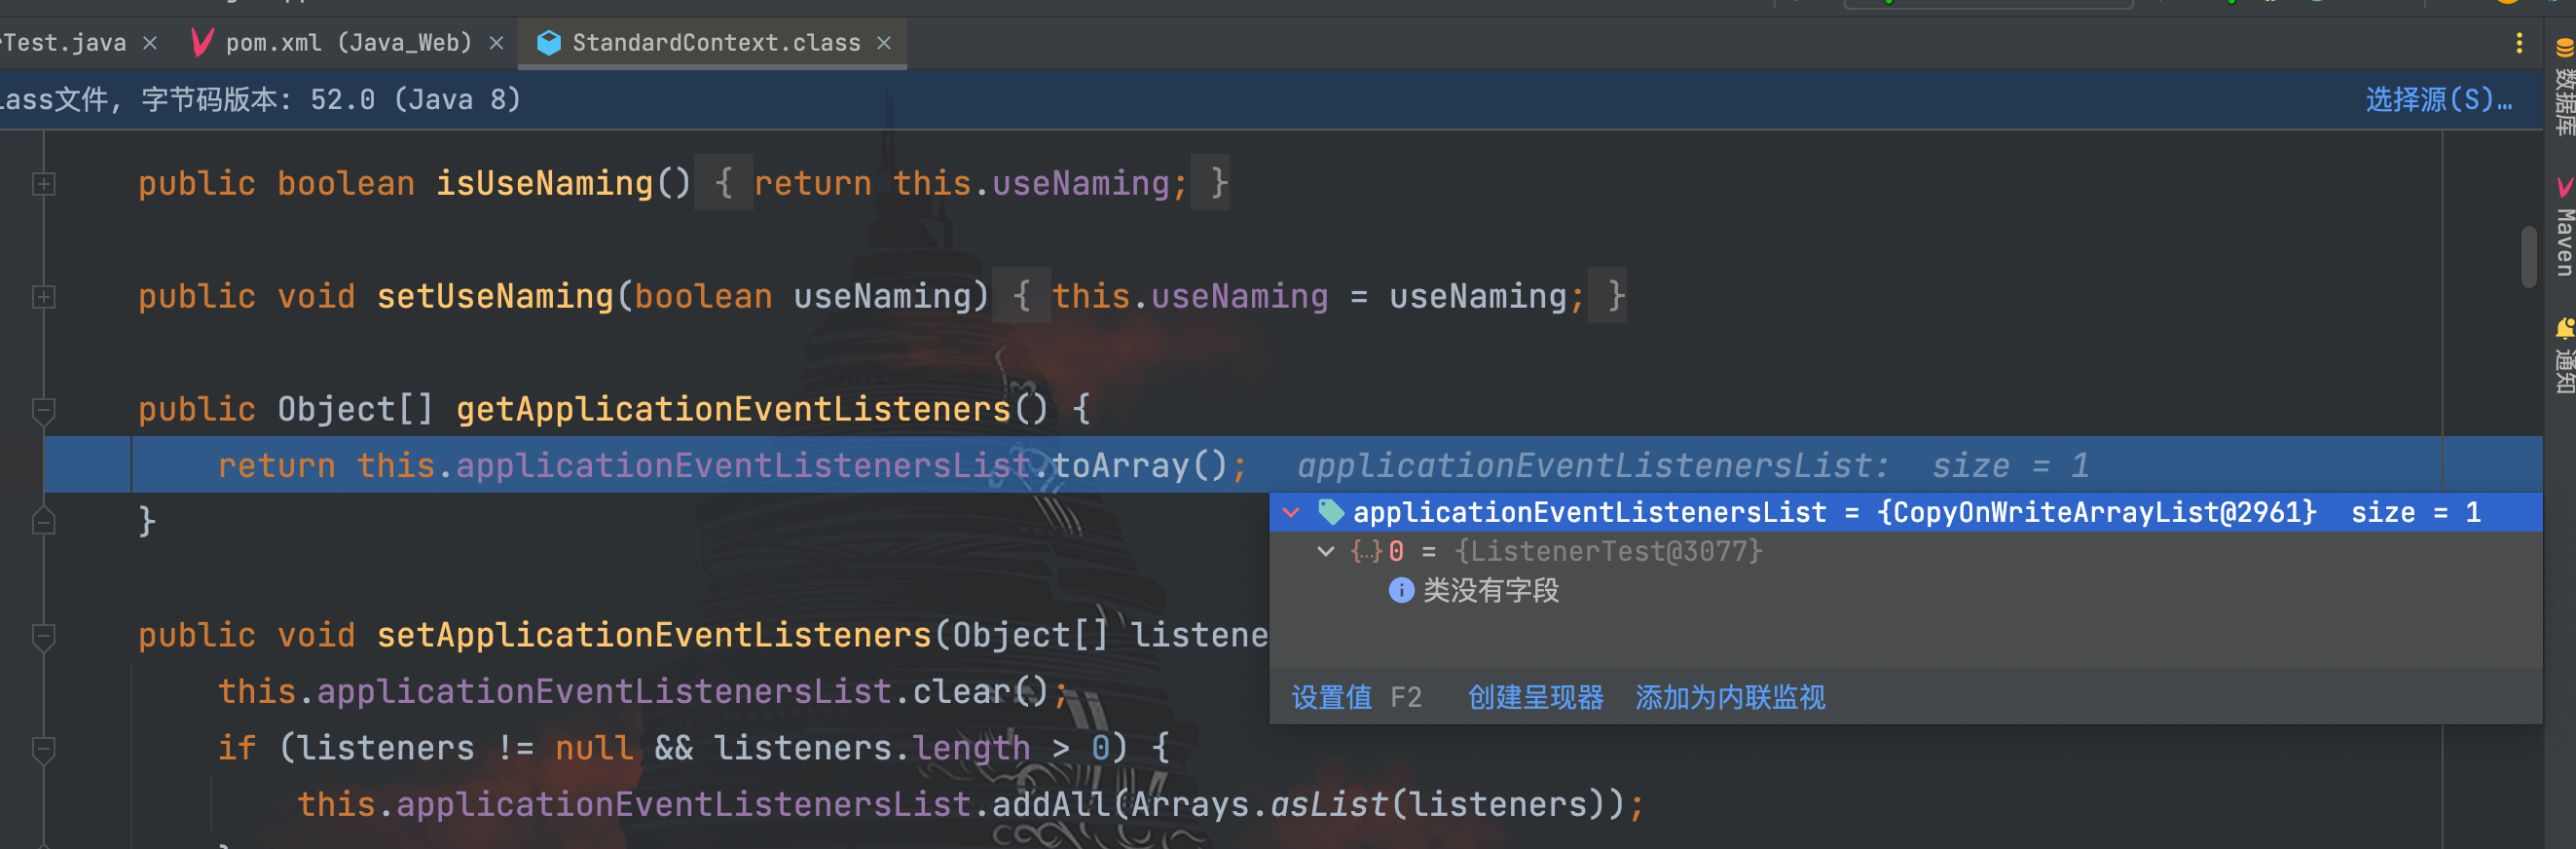 rTest.java × pom.xml (Java_Web) × StandardContext.class ×
lass文件, 字节码版本: 52.0 (Java 8) 选择源(S)…
public boolean isUseNaming() { return this.useNaming; }
public void setUseNaming(boolean useNaming) { this.useNaming = useNaming; }
public Object[] getApplicationEventListeners() {
return this.applicationEventListenersList.toArray(); applicationEventListenersList: size = 1
}
applicationEventListenersList = {CopyOnWriteArrayList@2961} size = 1
{…} 0 = {ListenerTest@3077}
类没有字段
设置值 F2 创建呈现器 添加为内联监视
public void setApplicationEventListeners(Object[] listene
this.applicationEventListenersList.clear();
if (listeners != null && listeners.length > 0) {
this.applicationEventListenersList.addAll(Arrays.asList(listeners));
数据库
Maven
通知